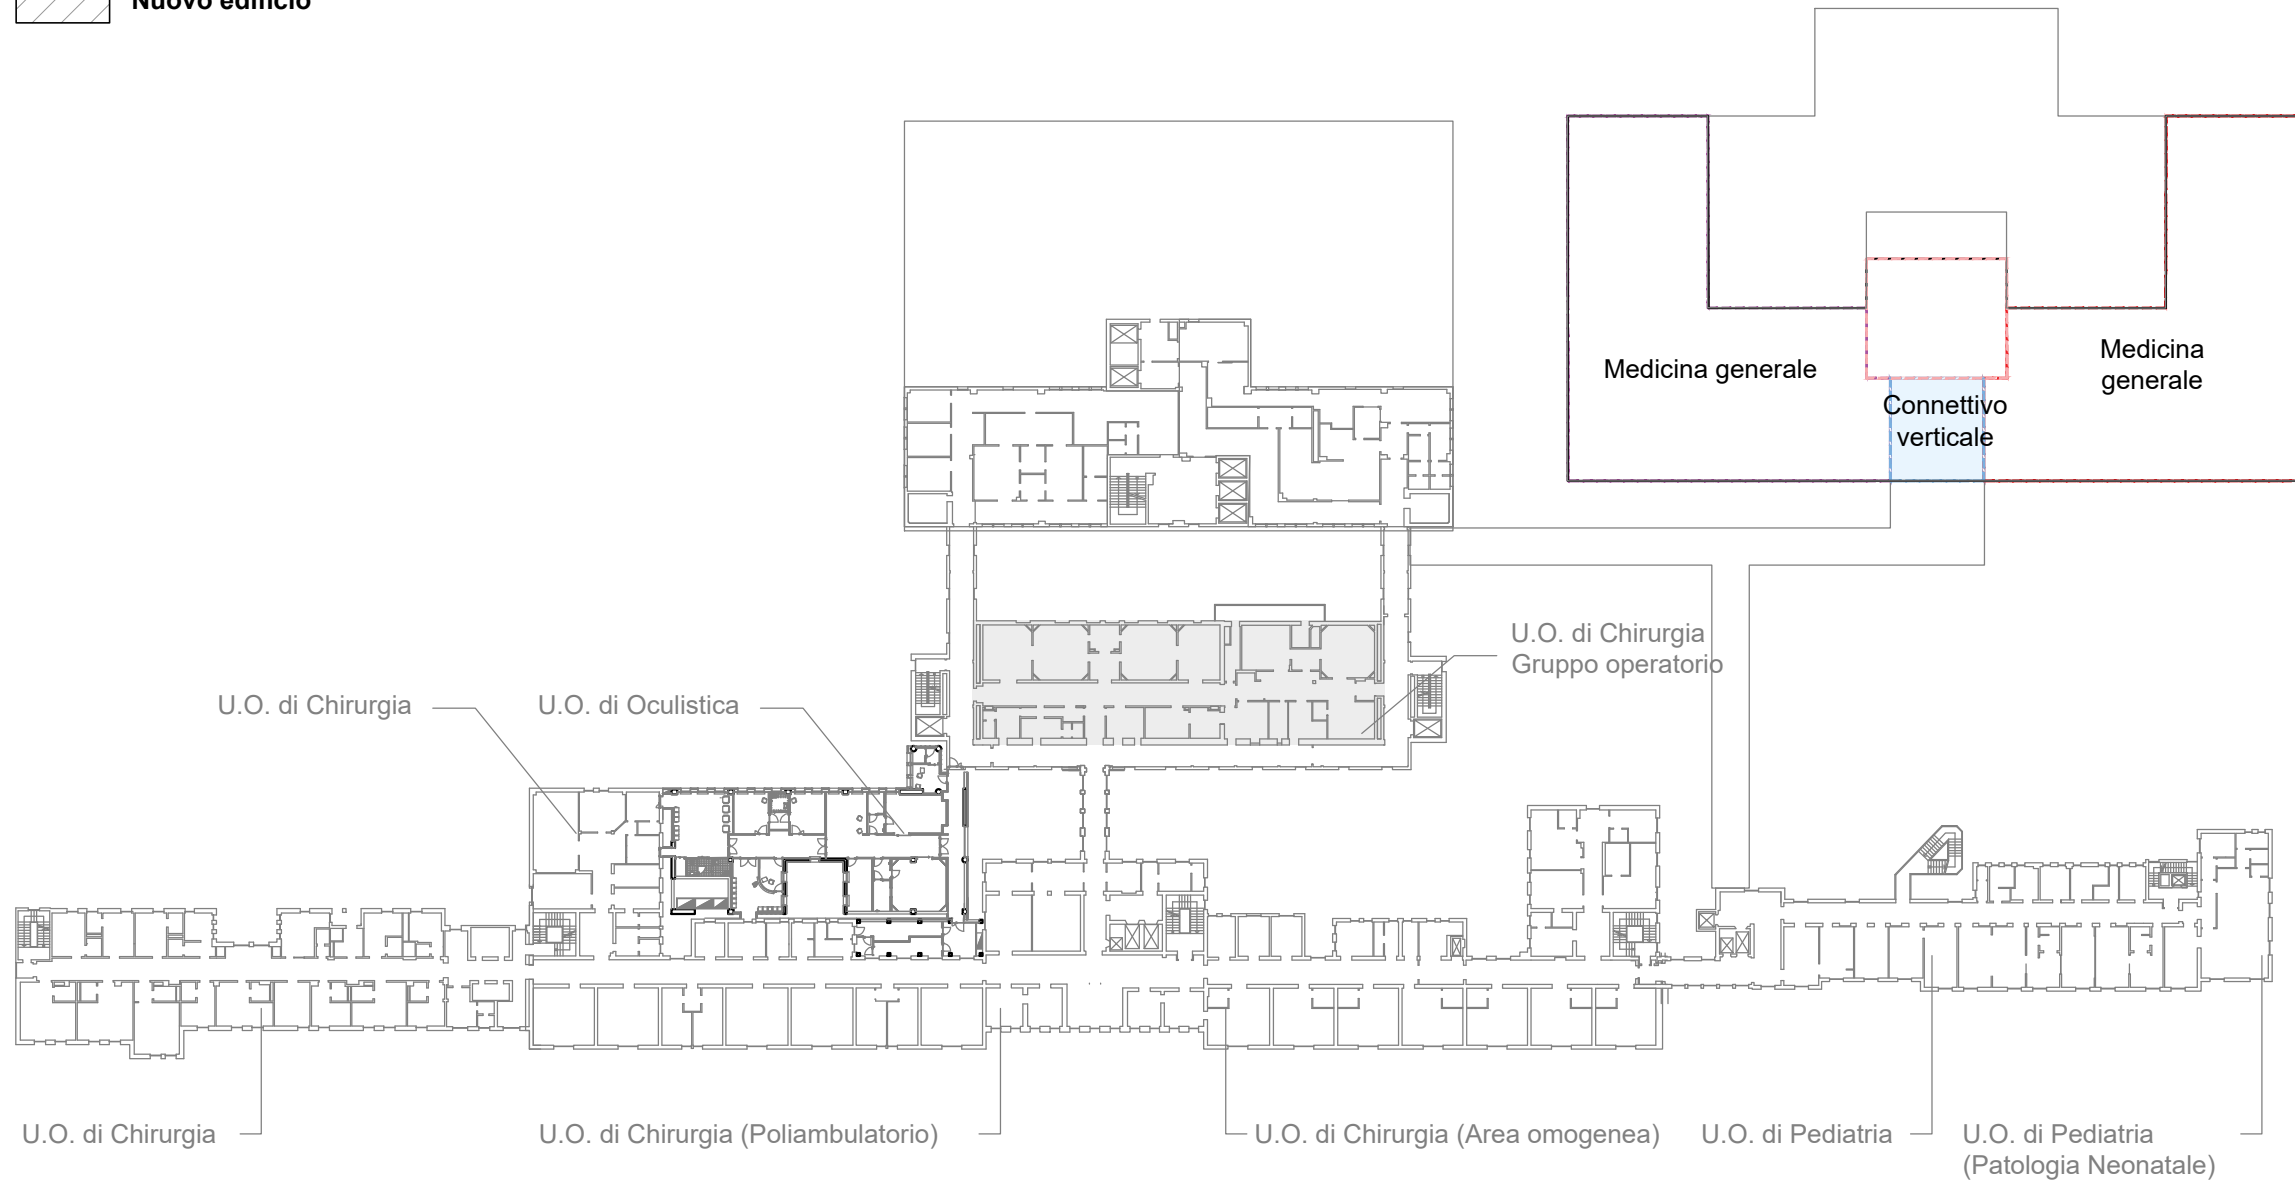 Nuovo edificio
Medicina generale
Medicina
generale
Connettivo
verticale
U.O. di Chirurgia
Gruppo operatorio
U.O. di Chirurgia
U.O. di Oculistica
U.O. di Chirurgia
U.O. di Chirurgia (Poliambulatorio)
U.O. di Chirurgia (Area omogenea)
U.O. di Pediatria
U.O. di Pediatria
(Patologia Neonatale)